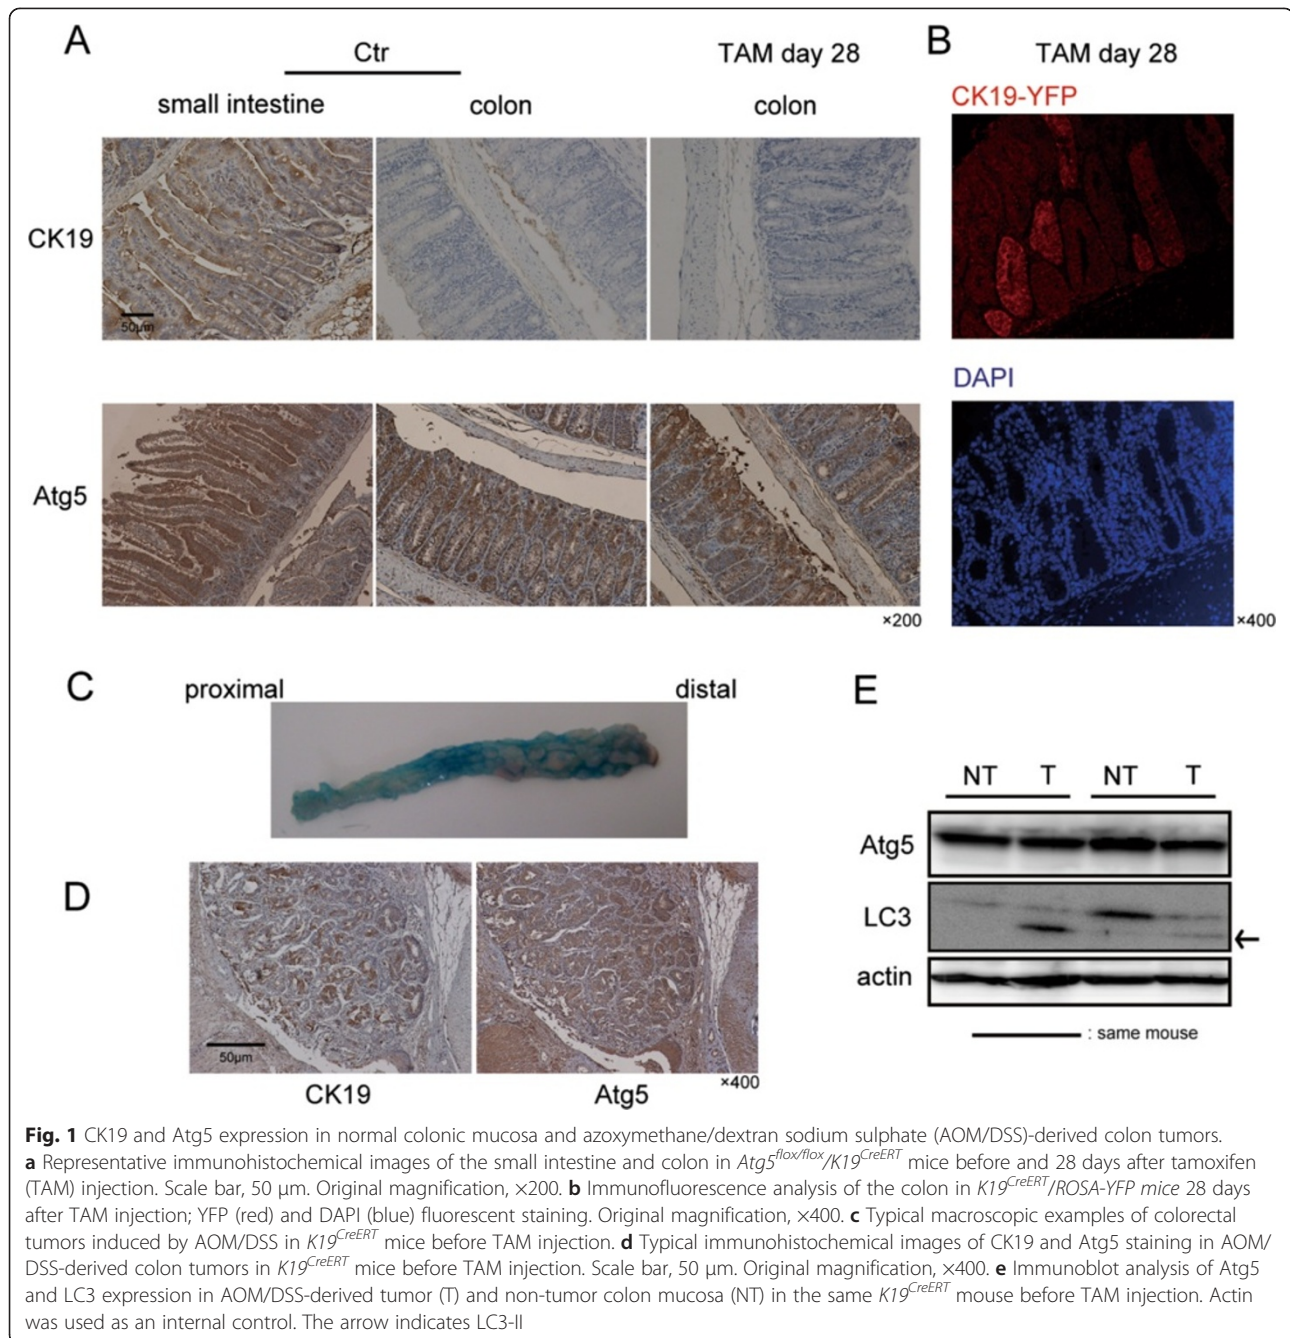 A
Ctr
TAM day 28
small intestine
colon
colon
CK19
50µm
Atg5
×200
B
TAM day 28
CK19-YFP
DAPI
×400
C
proximal
distal
D
50µm
CK19
Atg5
×400
E
NT T NT T
Atg5
LC3
←
actin
: same mouse
Fig. 1 CK19 and Atg5 expression in normal colonic mucosa and azoxymethane/dextran sodium sulphate (AOM/DSS)-derived colon tumors.
a Representative immunohistochemical images of the small intestine and colon in Atg5flox/flox/K19CreERT mice before and 28 days after tamoxifen
(TAM) injection. Scale bar, 50 µm. Original magnification, ×200. b Immunofluorescence analysis of the colon in K19CreERT/ROSA-YFP mice 28 days
after TAM injection; YFP (red) and DAPI (blue) fluorescent staining. Original magnification, ×400. c Typical macroscopic examples of colorectal
tumors induced by AOM/DSS in K19CreERT mice before TAM injection. d Typical immunohistochemical images of CK19 and Atg5 staining in AOM/
DSS-derived colon tumors in K19CreERT mice before TAM injection. Scale bar, 50 µm. Original magnification, ×400. e Immunoblot analysis of Atg5
and LC3 expression in AOM/DSS-derived tumor (T) and non-tumor colon mucosa (NT) in the same K19CreERT mouse before TAM injection. Actin
was used as an internal control. The arrow indicates LC3-II